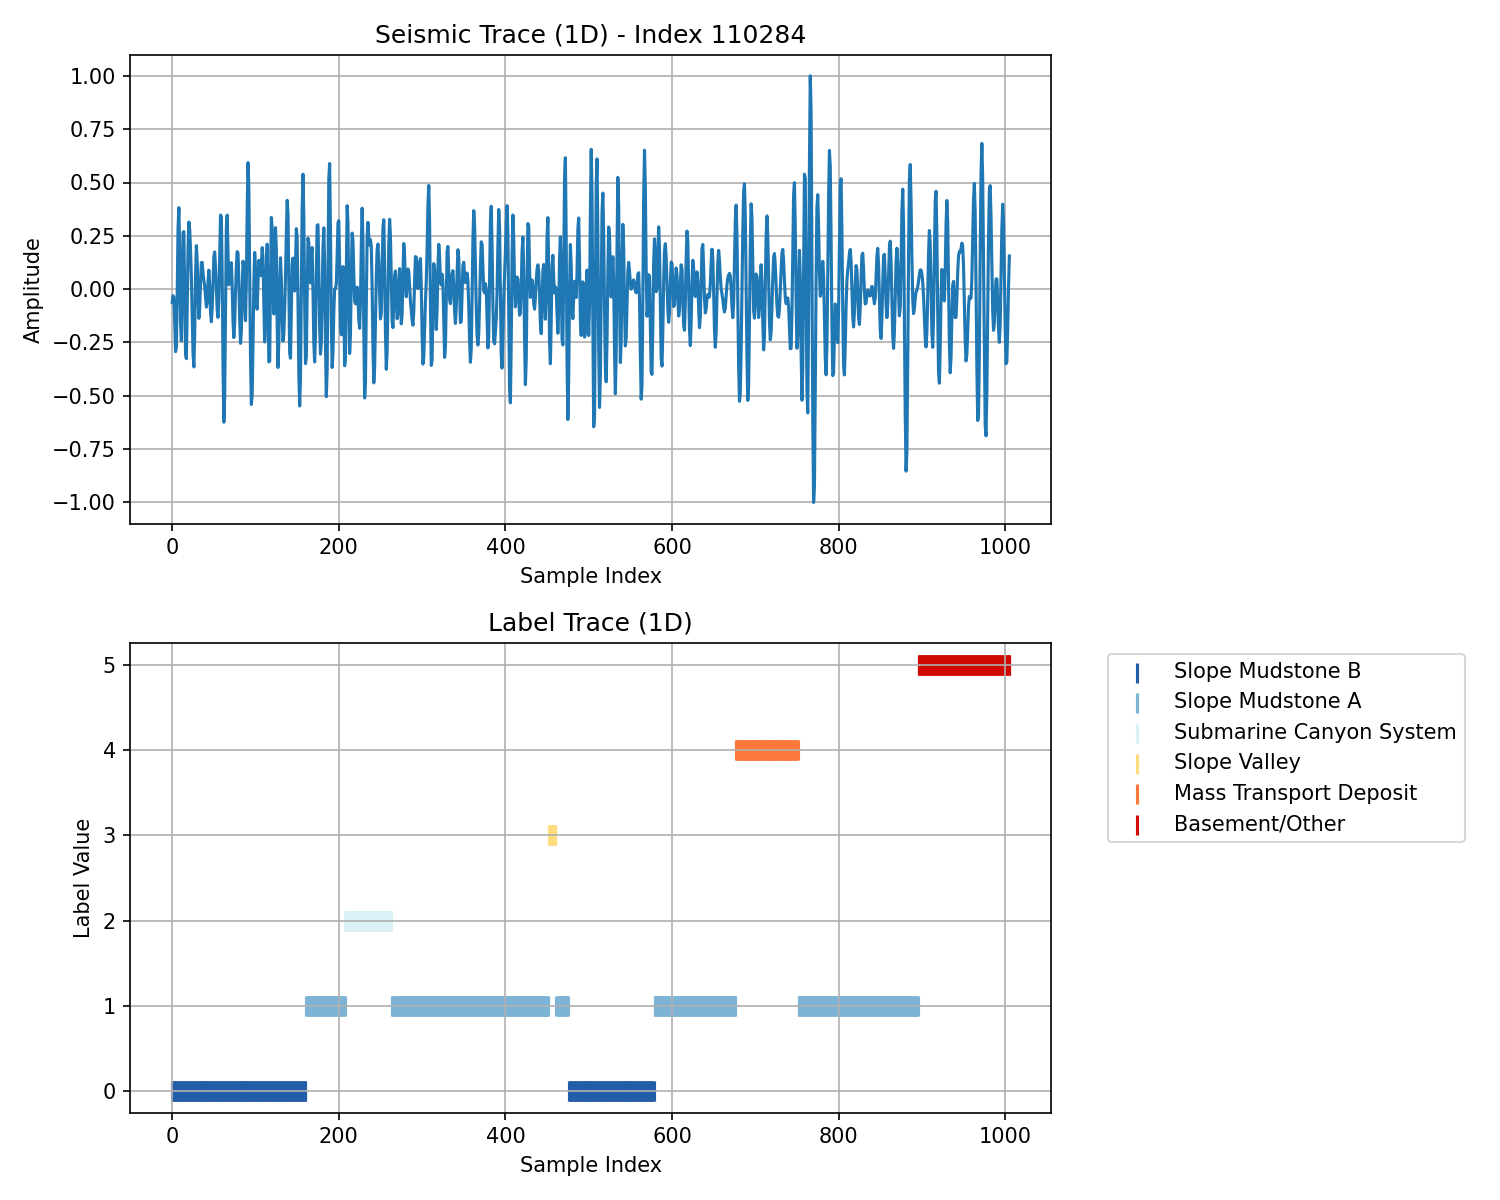 Seismic Trace (1D) - Index 110284
1.00
0.75
0.50
0.25
0.00
−0.25
−0.50
−0.75
−1.00
Amplitude
0 200 400 600 800 1000
Sample Index
Label Trace (1D)
5
4
3
2
1
0
Label Value
0 200 400 600 800 1000
Sample Index
Slope Mudstone B
Slope Mudstone A
Submarine Canyon System
Slope Valley
Mass Transport Deposit
Basement/Other